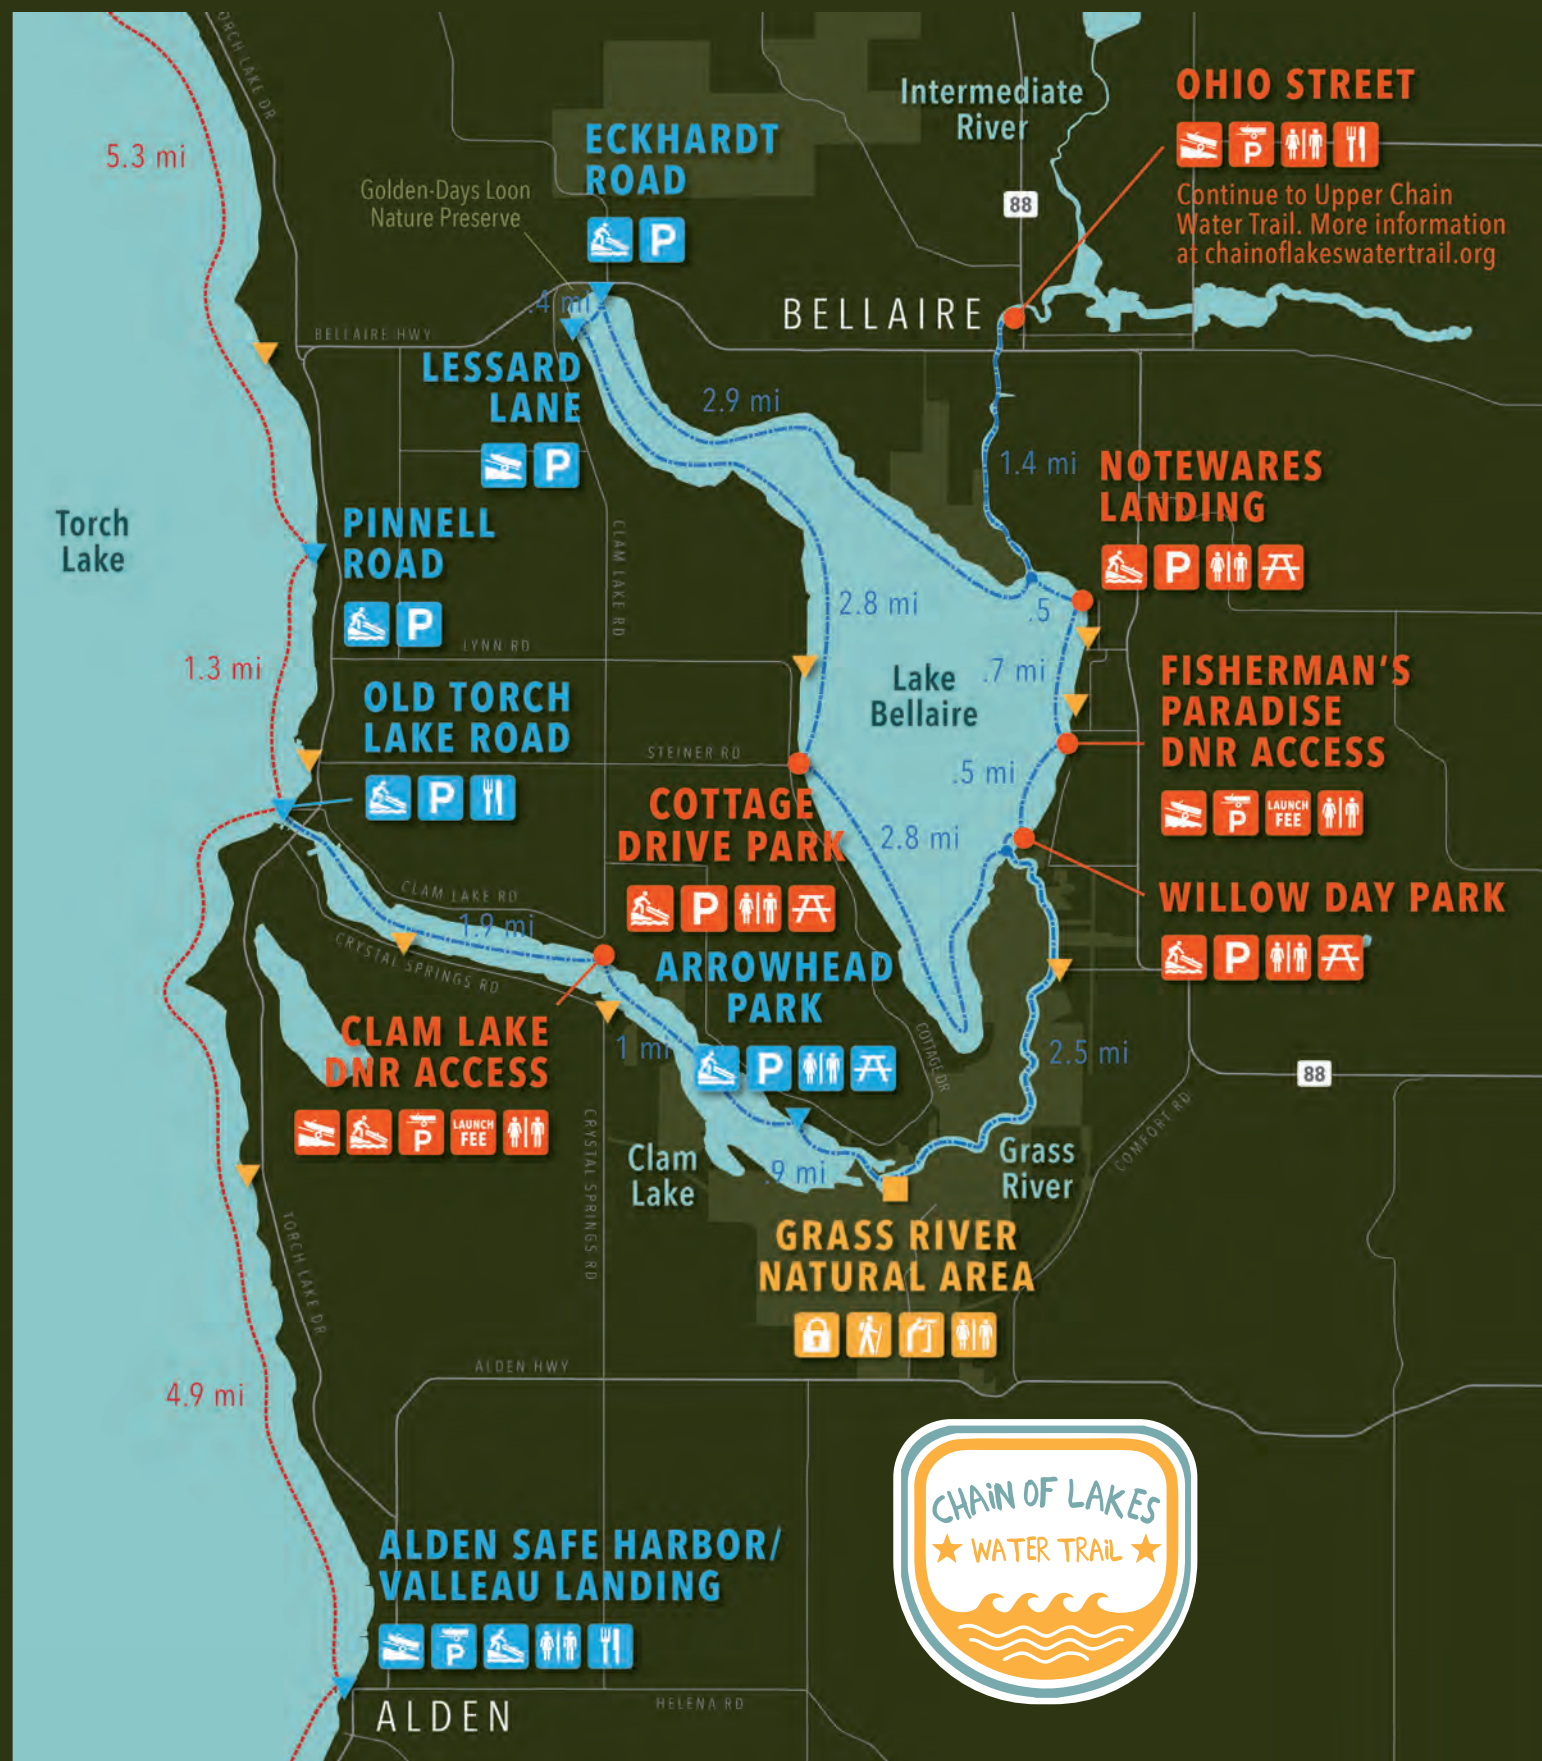 TORCH LAKE DR
5.3 mi
Intermediate
River
OHIO STREET
P
Continue to Upper Chain
Water Trail. More information
at chainoflakeswatertrail.org
88
ECKHARDT
ROAD
P
Golden-Days Loon
Nature Preserve
.4 mi
BELLAIRE
BELLAIRE HWY
LESSARD
LANE
P
2.9 mi
1.4 mi
NOTEWARES
LANDING
P
Torch
Lake
PINNELL
ROAD
P
CLAM LAKE RD
2.8 mi
.5
LYNN RD
1.3 mi
Lake
Bellaire
.7 mi
FISHERMAN'S
PARADISE
DNR ACCESS
P
LAUNCH
FEE
OLD TORCH
LAKE ROAD
P
STEINER RD
.5 mi
COTTAGE
DRIVE PARK
P
2.8 mi
WILLOW DAY PARK
P
CLAM LAKE RD
1.9 mi
CRYSTAL SPRINGS RD
ARROWHEAD
PARK
P
CLAM LAKE
DNR ACCESS
P
LAUNCH
FEE
1 mi
COTTAGE DR
2.5 mi
88
COMFORT RD
CRYSTAL SPRINGS RD
Clam
Lake
.9 mi
Grass
River
GRASS RIVER
NATURAL AREA
TORCH LAKE DR
ALDEN HWY
4.9 mi
CHAIN OF LAKES
WATER TRAIL
ALDEN SAFE HARBOR/
VALLEAU LANDING
P
ALDEN
HELENA RD